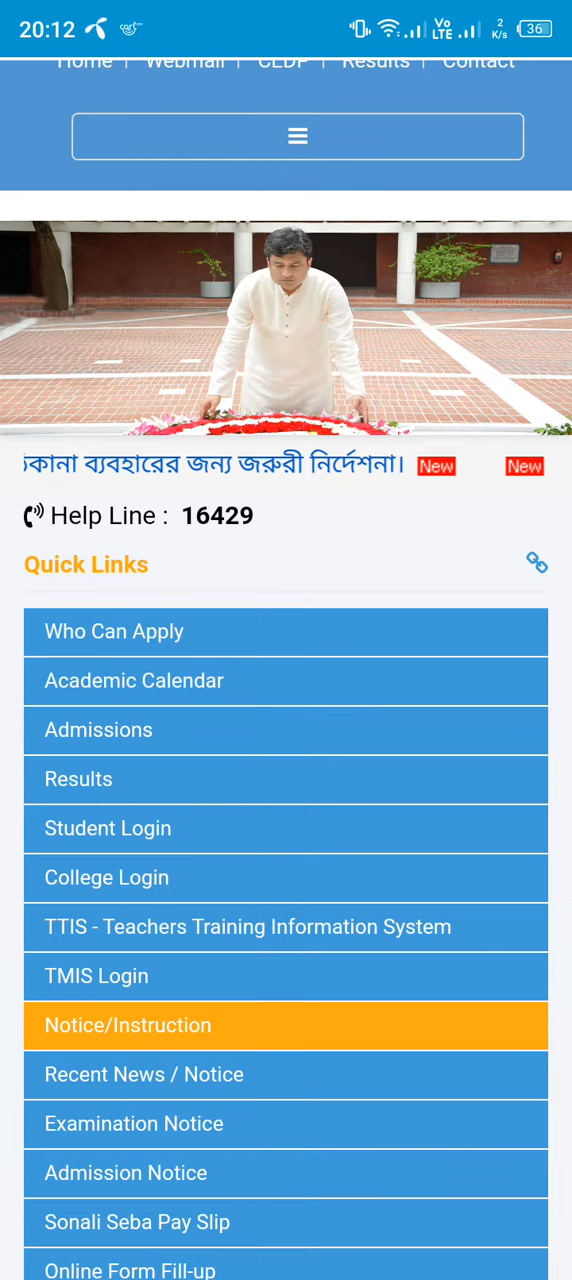 20:12
Vo
LTE
2
K/s
36
Home | Webmail | CEDP | Results | Contact
ব্যবহারের জন্য জরুরী নির্দেশনা। New New
Help Line : 16429
Quick Links
Who Can Apply
Academic Calendar
Admissions
Results
Student Login
College Login
TTIS - Teachers Training Information System
TMIS Login
Notice/Instruction
Recent News / Notice
Examination Notice
Admission Notice
Sonali Seba Pay Slip
Online Form Fill-up